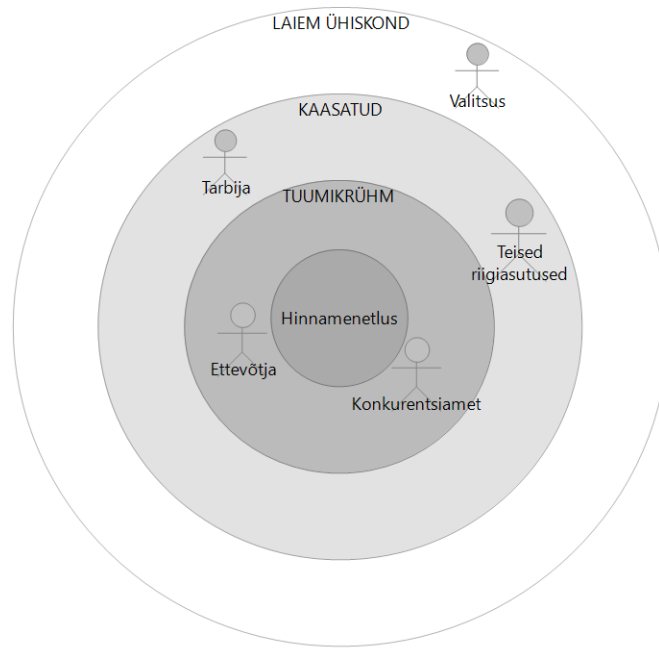 LAIEM ÜHISKOND
Valitsus
KAASATUD
Tarbija
TUUMIKRÜHM
Teised
riigiasutused
Hinnamenetlus
Ettevõtja
Konkurentsiamet